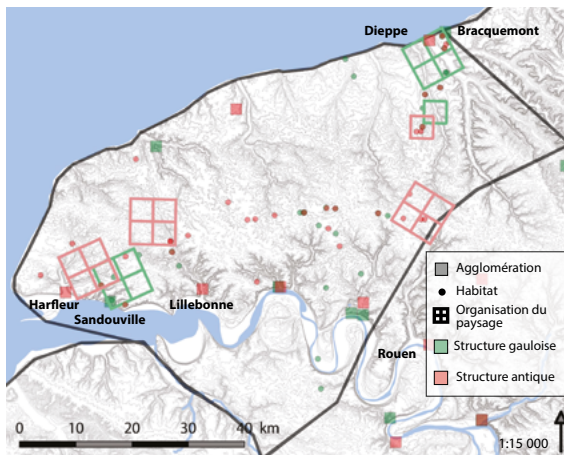 Dieppe
Bracquemont
Harfleur
Sandouville
Lillebonne
Rouen
Agglomération
Habitat
Organisation du
paysage
Structure gauloise
Structure antique
0 10 20 30 40 km
1:15 000